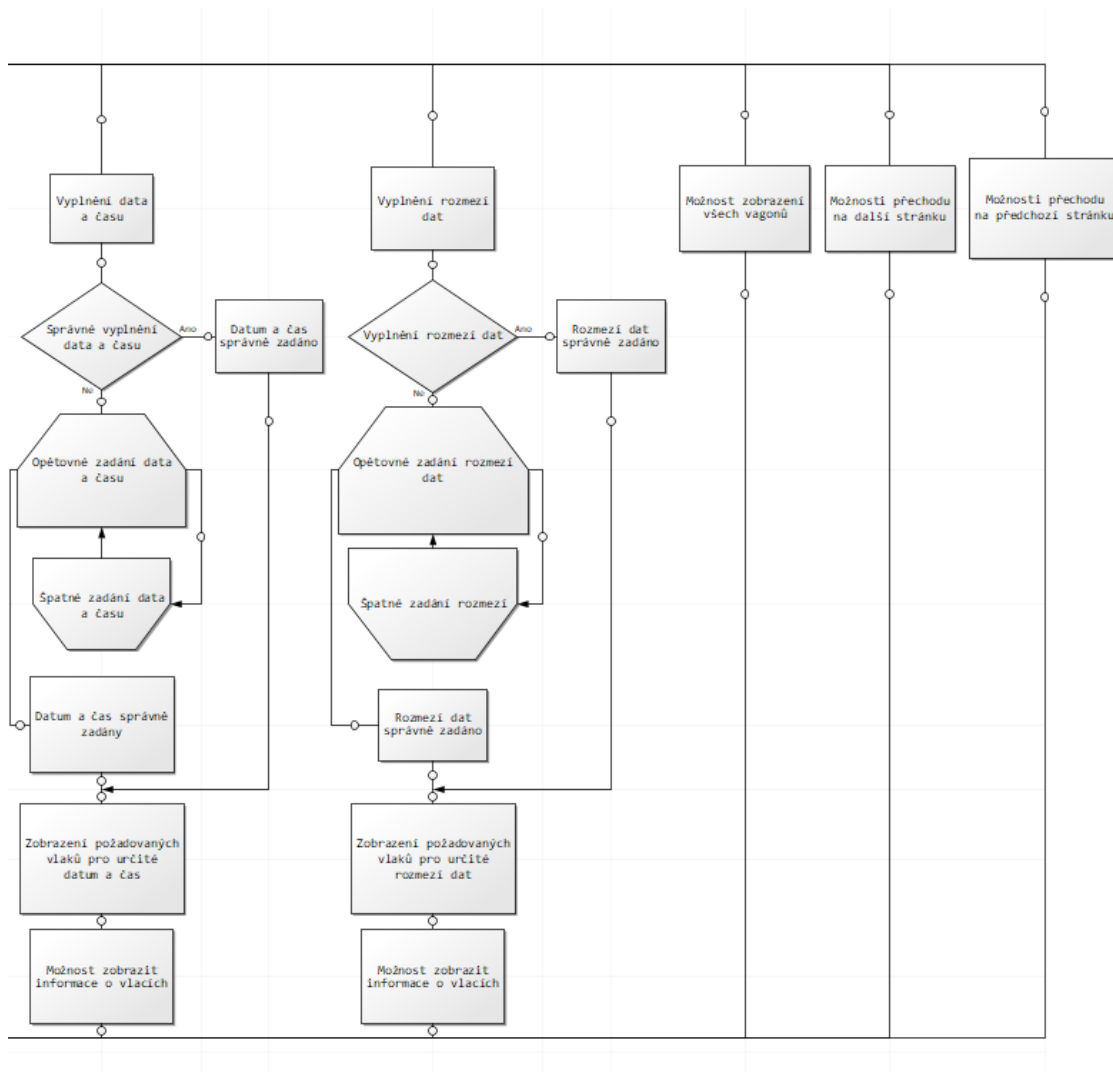 Vyplnění data
a času
Vyplnění rozmezí
dat
Možnost zobrazení
všech vagonů
Možnosti přechodu
na další stránku
Možnosti přechodu
na předchozí stránku
Správné vyplnění
data a času
Ano
Datum a čas
správně zadáno
Vyplnění rozmezí dat
Ano
Rozmezí dat
správně zadáno
Ne
Ne
Opětovné zadání data
a času
Opětovné zadání rozmezí
dat
Špatné zadání data
a času
Špatné zadání rozmezí
Datum a čas správně
zadány
Rozmezí dat
správně zadáno
Zobrazení požadovaných
vlaků pro určité
datum a čas
Zobrazení požadovaných
vlaků pro určité
rozmezí dat
Možnost zobrazit
informace o vlacích
Možnost zobrazit
informace o vlacích